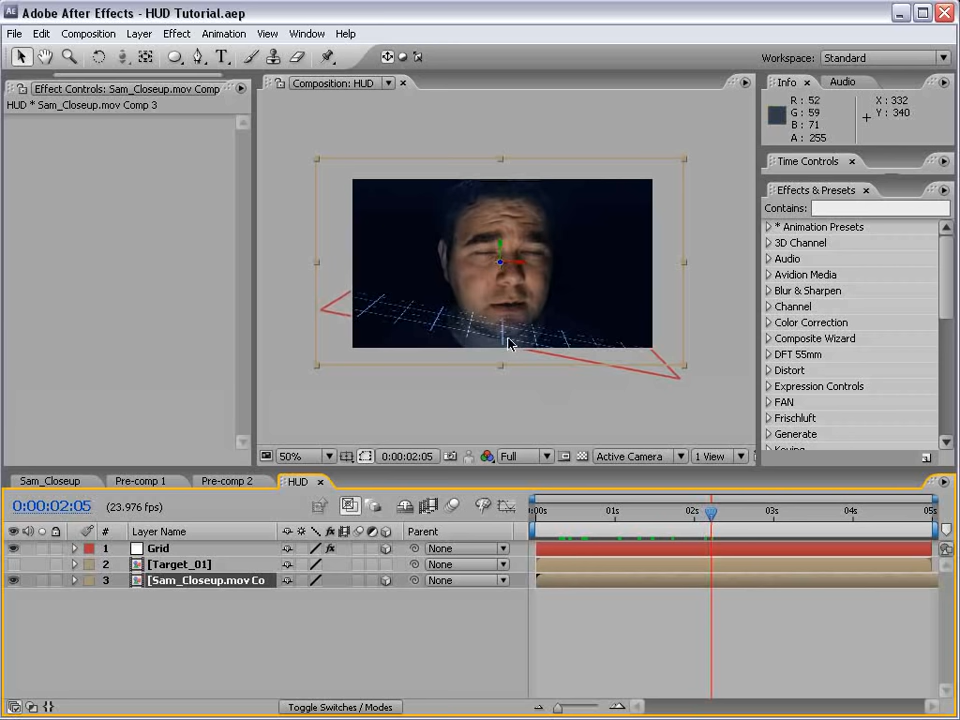 Adobe After Effects - HUD Tutorial.aep
File Edit Composition Layer Effect Animation View Window Help
Workspace: Standard
Effect Controls: Sam_Closeup.mov Comp
HUD * Sam_Closeup.mov Comp 3
Composition: HUD
Info Audio
R: 52 X: 332
G: 59 Y: 340
B: 71
A: 255
Time Controls
Effects & Presets
Contains:
* Animation Presets
3D Channel
Audio
Avidion Media
Blur & Sharpen
Channel
Color Correction
Composite Wizard
DFT 55mm
Distort
Expression Controls
FAN
Frischluft
Generate
Keying
50% 0:00:02:05 Full Active Camera 1 View
Sam_Closeup Pre-comp 1 Pre-comp 2 HUD
0:00:02:05 (23.976 fps)
:00s 01s 02s 03s 04s 05s
# Layer Name Parent
1 Grid None
2 [Target_01] None
3 [Sam_Closeup.mov Co None
Toggle Switches / Modes